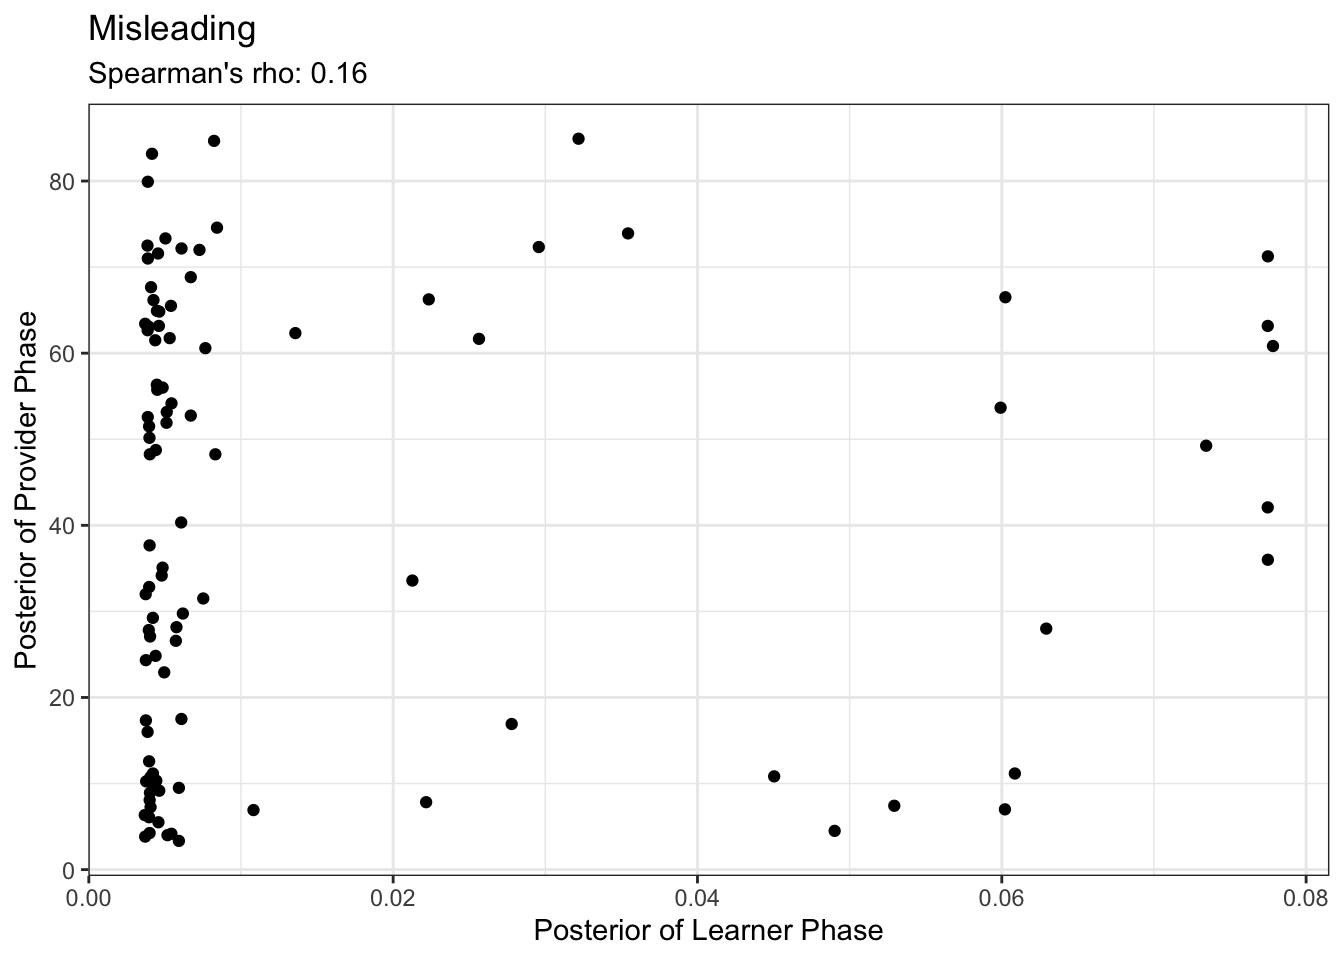 Misleading
Spearman's rho: 0.16
80
60
40
20
0
Posterior of Provider Phase
0.00 0.02 0.04 0.06 0.08
Posterior of Learner Phase